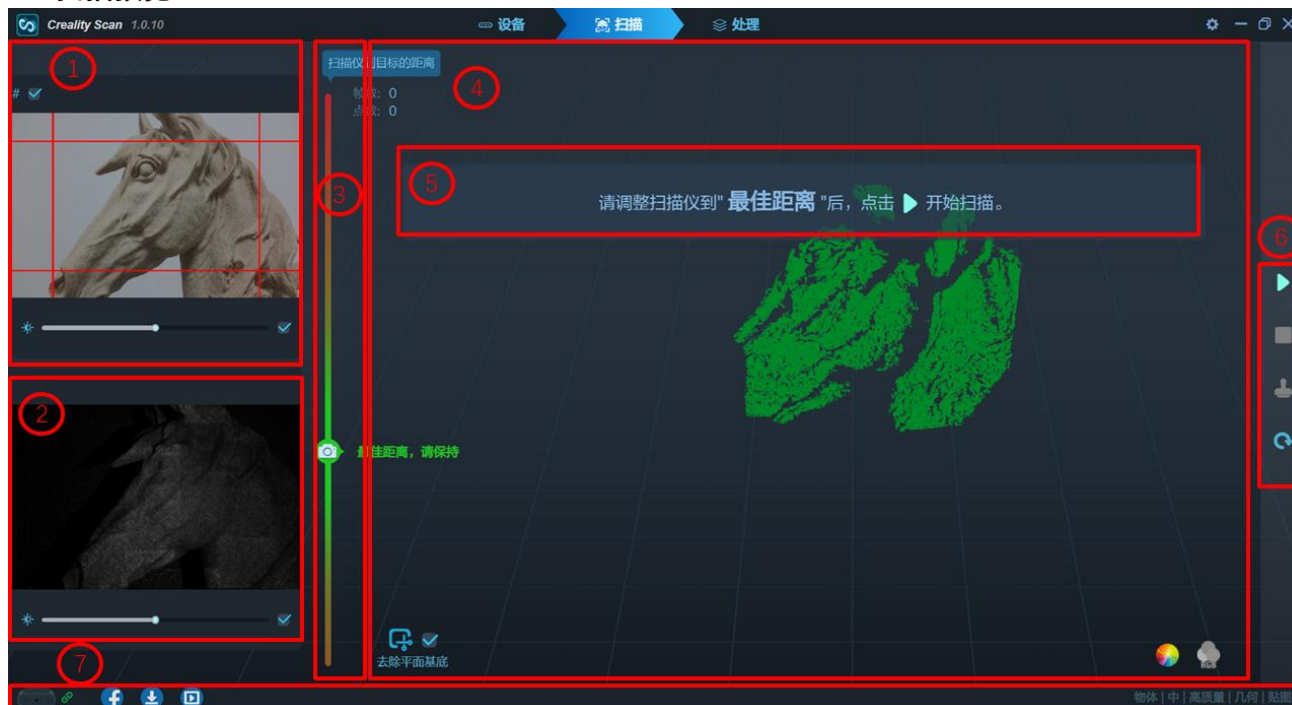 Creality Scan 1.0.10
设备
扫描
处理
1
#
扫描仪到目标的距离
帧数: 0
点数: 0
4
3
5
请调整扫描仪到"最佳距离"后，点击 开始扫描。
6
2
最佳距离，请保持
去除平面基底
7
物体 | 中 | 高质量 | 几何 | 贴图